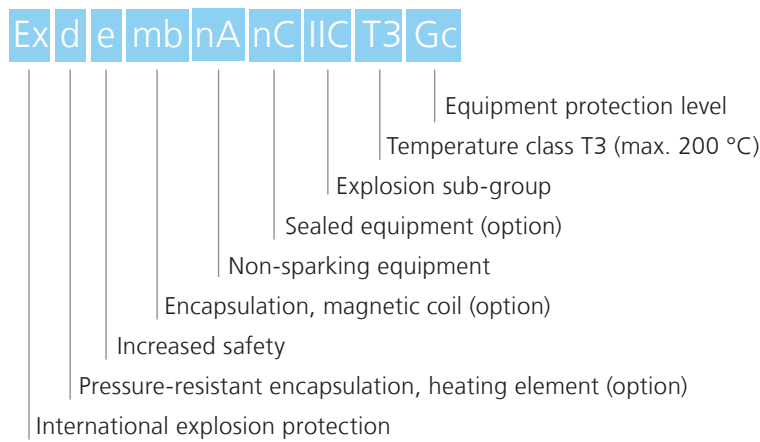 Ex d e mb nA nC IIC T3 Gc
Equipment protection level
Temperature class T3 (max. 200 °C)
Explosion sub-group
Sealed equipment (option)
Non-sparking equipment
Encapsulation, magnetic coil (option)
Increased safety
Pressure-resistant encapsulation, heating element (option)
International explosion protection